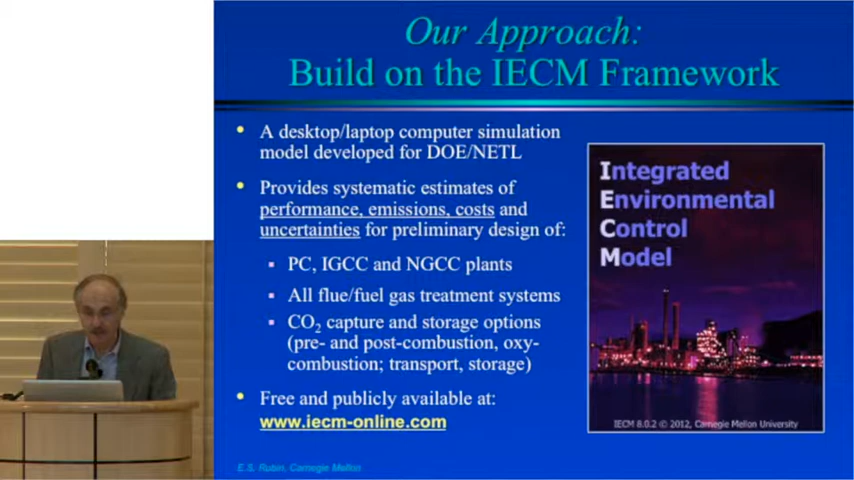 Our Approach:
Build on the IECM Framework
• A desktop/laptop computer simulation
model developed for DOE/NETL
• Provides systematic estimates of
performance, emissions, costs and
uncertainties for preliminary design of:
▪ PC, IGCC and NGCC plants
▪ All flue/fuel gas treatment systems
▪ CO₂ capture and storage options
(pre- and post-combustion, oxy-
combustion; transport, storage)
• Free and publicly available at:
www.iecm-online.com
Integrated
Environmental
Control
Model
IECM 8.0.2 © 2012, Carnegie Mellon University
E.S. Rubin, Carnegie Mellon